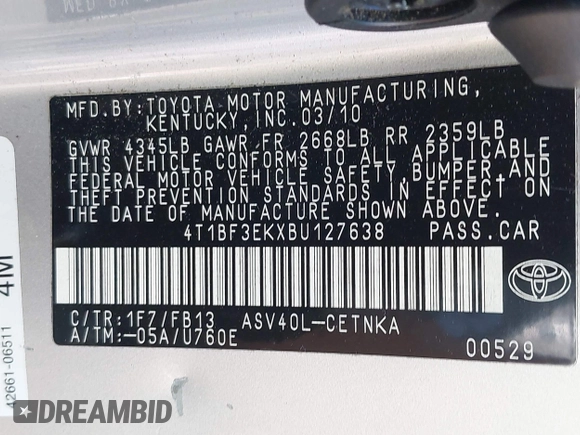 MFD.BY:TOYOTA MOTOR MANUFACTURING,
KENTUCKY, INC.03/10
GVWR 4345LB GAWR FR 2668LB RR 2359LB
THIS VEHICLE CONFORMS TO ALL APPLICABLE
FEDERAL MOTOR VEHICLE SAFETY,BUMPER,AND
THEFT PREVENTION STANDARDS IN EFFECT ON
THE DATE OF MANUFACTURE SHOWN ABOVE.
4T1BF3EKXBU127638 PASS.CAR
C/TR:1FZ/FB13 ASV40L-CETNKA
A/TM:-05A/U760E
00529
4M
42661-06511
DREAMBID